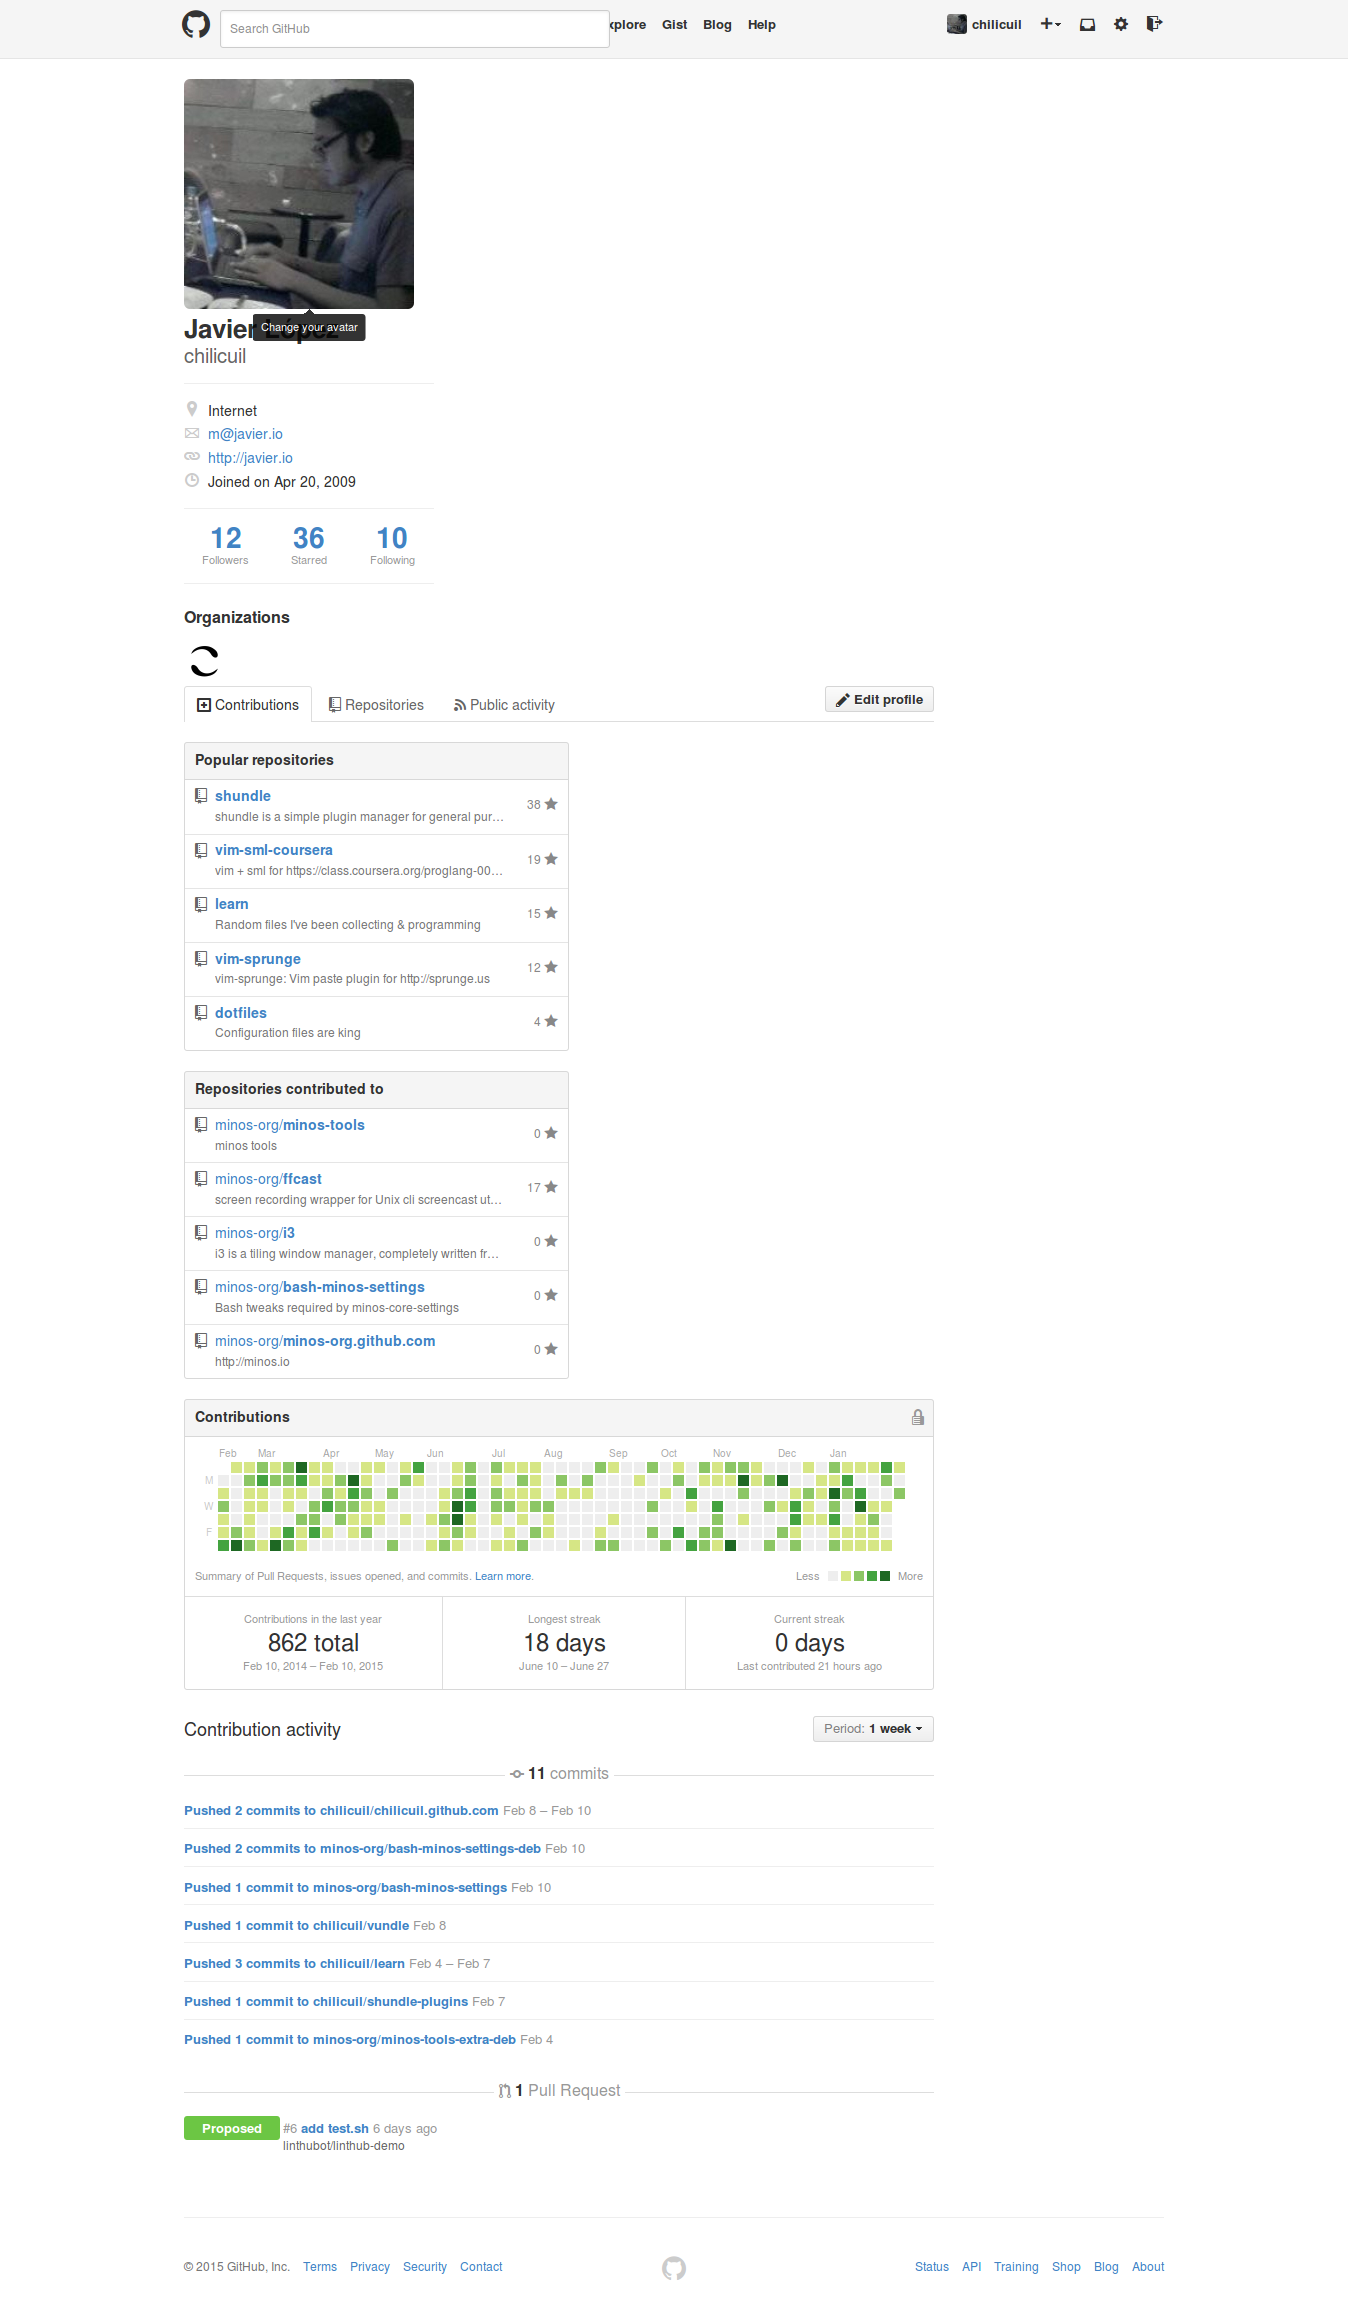 Search GitHub
xplore Gist Blog Help
chilicuil
Javier López
Change your avatar
chilicuil
Internet
m@javier.io
http://javier.io
Joined on Apr 20, 2009
12 36 10
Followers Starred Following
Organizations
Contributions Repositories Public activity
Edit profile
Popular repositories
shundle
shundle is a simple plugin manager for general pur…
38
vim-sml-coursera
vim + sml for https://class.coursera.org/proglang-00…
19
learn
Random files I've been collecting & programming
15
vim-sprunge
vim-sprunge: Vim paste plugin for http://sprunge.us
12
dotfiles
Configuration files are king
4
Repositories contributed to
minos-org/minos-tools
minos tools
0
minos-org/ffcast
screen recording wrapper for Unix cli screencast ut…
17
minos-org/i3
i3 is a tiling window manager, completely written fr…
0
minos-org/bash-minos-settings
Bash tweaks required by minos-core-settings
0
minos-org/minos-org.github.com
http://minos.io
0
Contributions
Feb Mar Apr May Jun Jul Aug Sep Oct Nov Dec Jan
M
W
F
Summary of Pull Requests, issues opened, and commits. Learn more.
Less More
Contributions in the last year
862 total
Feb 10, 2014 – Feb 10, 2015
Longest streak
18 days
June 10 – June 27
Current streak
0 days
Last contributed 21 hours ago
Contribution activity
Period: 1 week
11 commits
Pushed 2 commits to chilicuil/chilicuil.github.com Feb 8 – Feb 10
Pushed 2 commits to minos-org/bash-minos-settings-deb Feb 10
Pushed 1 commit to minos-org/bash-minos-settings Feb 10
Pushed 1 commit to chilicuil/vundle Feb 8
Pushed 3 commits to chilicuil/learn Feb 4 – Feb 7
Pushed 1 commit to chilicuil/shundle-plugins Feb 7
Pushed 1 commit to minos-org/minos-tools-extra-deb Feb 4
1 Pull Request
Proposed #6 add test.sh 6 days ago
linthubot/linthub-demo
© 2015 GitHub, Inc. Terms Privacy Security Contact
Status API Training Shop Blog About